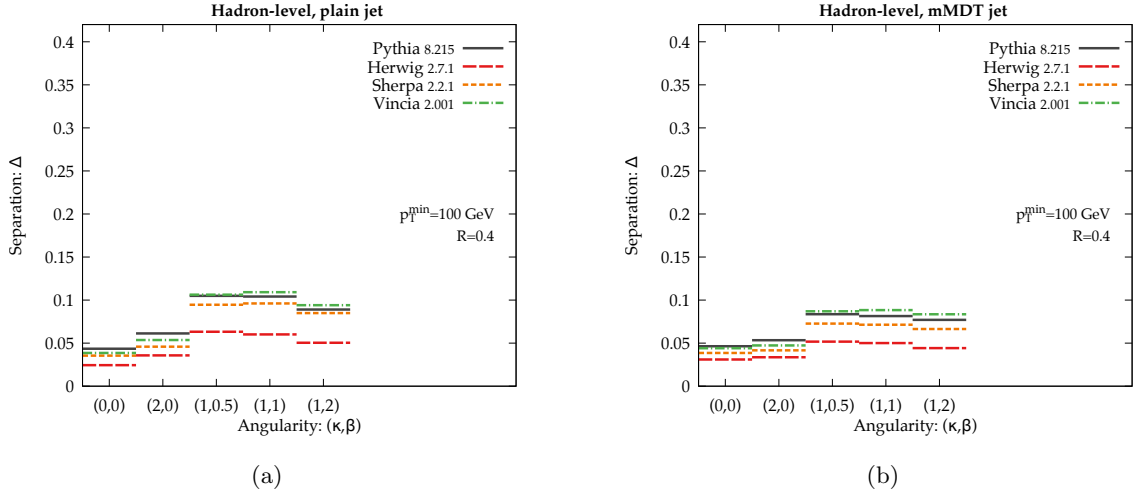 Hadron-level, plain jet
Separation: Δ
0.4
0.35
0.3
0.25
0.2
0.15
0.1
0.05
0
Pythia 8.215
Herwig 2.7.1
Sherpa 2.2.1
Vincia 2.001
p_T^min=100 GeV
R=0.4
(0,0) (2,0) (1,0.5) (1,1) (1,2)
Angularity: (κ,β)
(a)
Hadron-level, mMDT jet
Separation: Δ
0.4
0.35
0.3
0.25
0.2
0.15
0.1
0.05
0
Pythia 8.215
Herwig 2.7.1
Sherpa 2.2.1
Vincia 2.001
p_T^min=100 GeV
R=0.4
(0,0) (2,0) (1,0.5) (1,1) (1,2)
Angularity: (κ,β)
(b)